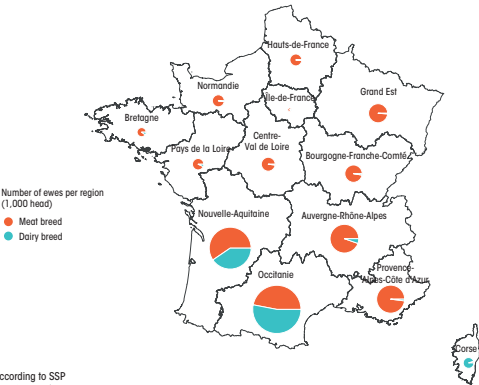 Hauts-de-France
Normandie
Île-de-France
Grand Est
Bretagne
Pays de la Loire
Centre-
Val de Loire
Bourgogne-Franche-Comté
Number of ewes per region
(1,000 head)
Meat breed
Dairy breed
Nouvelle-Aquitaine
Auvergne-Rhône-Alpes
Occitanie
Provence-
Alpes-Côte d'Azur
Corse
ccording to SSP